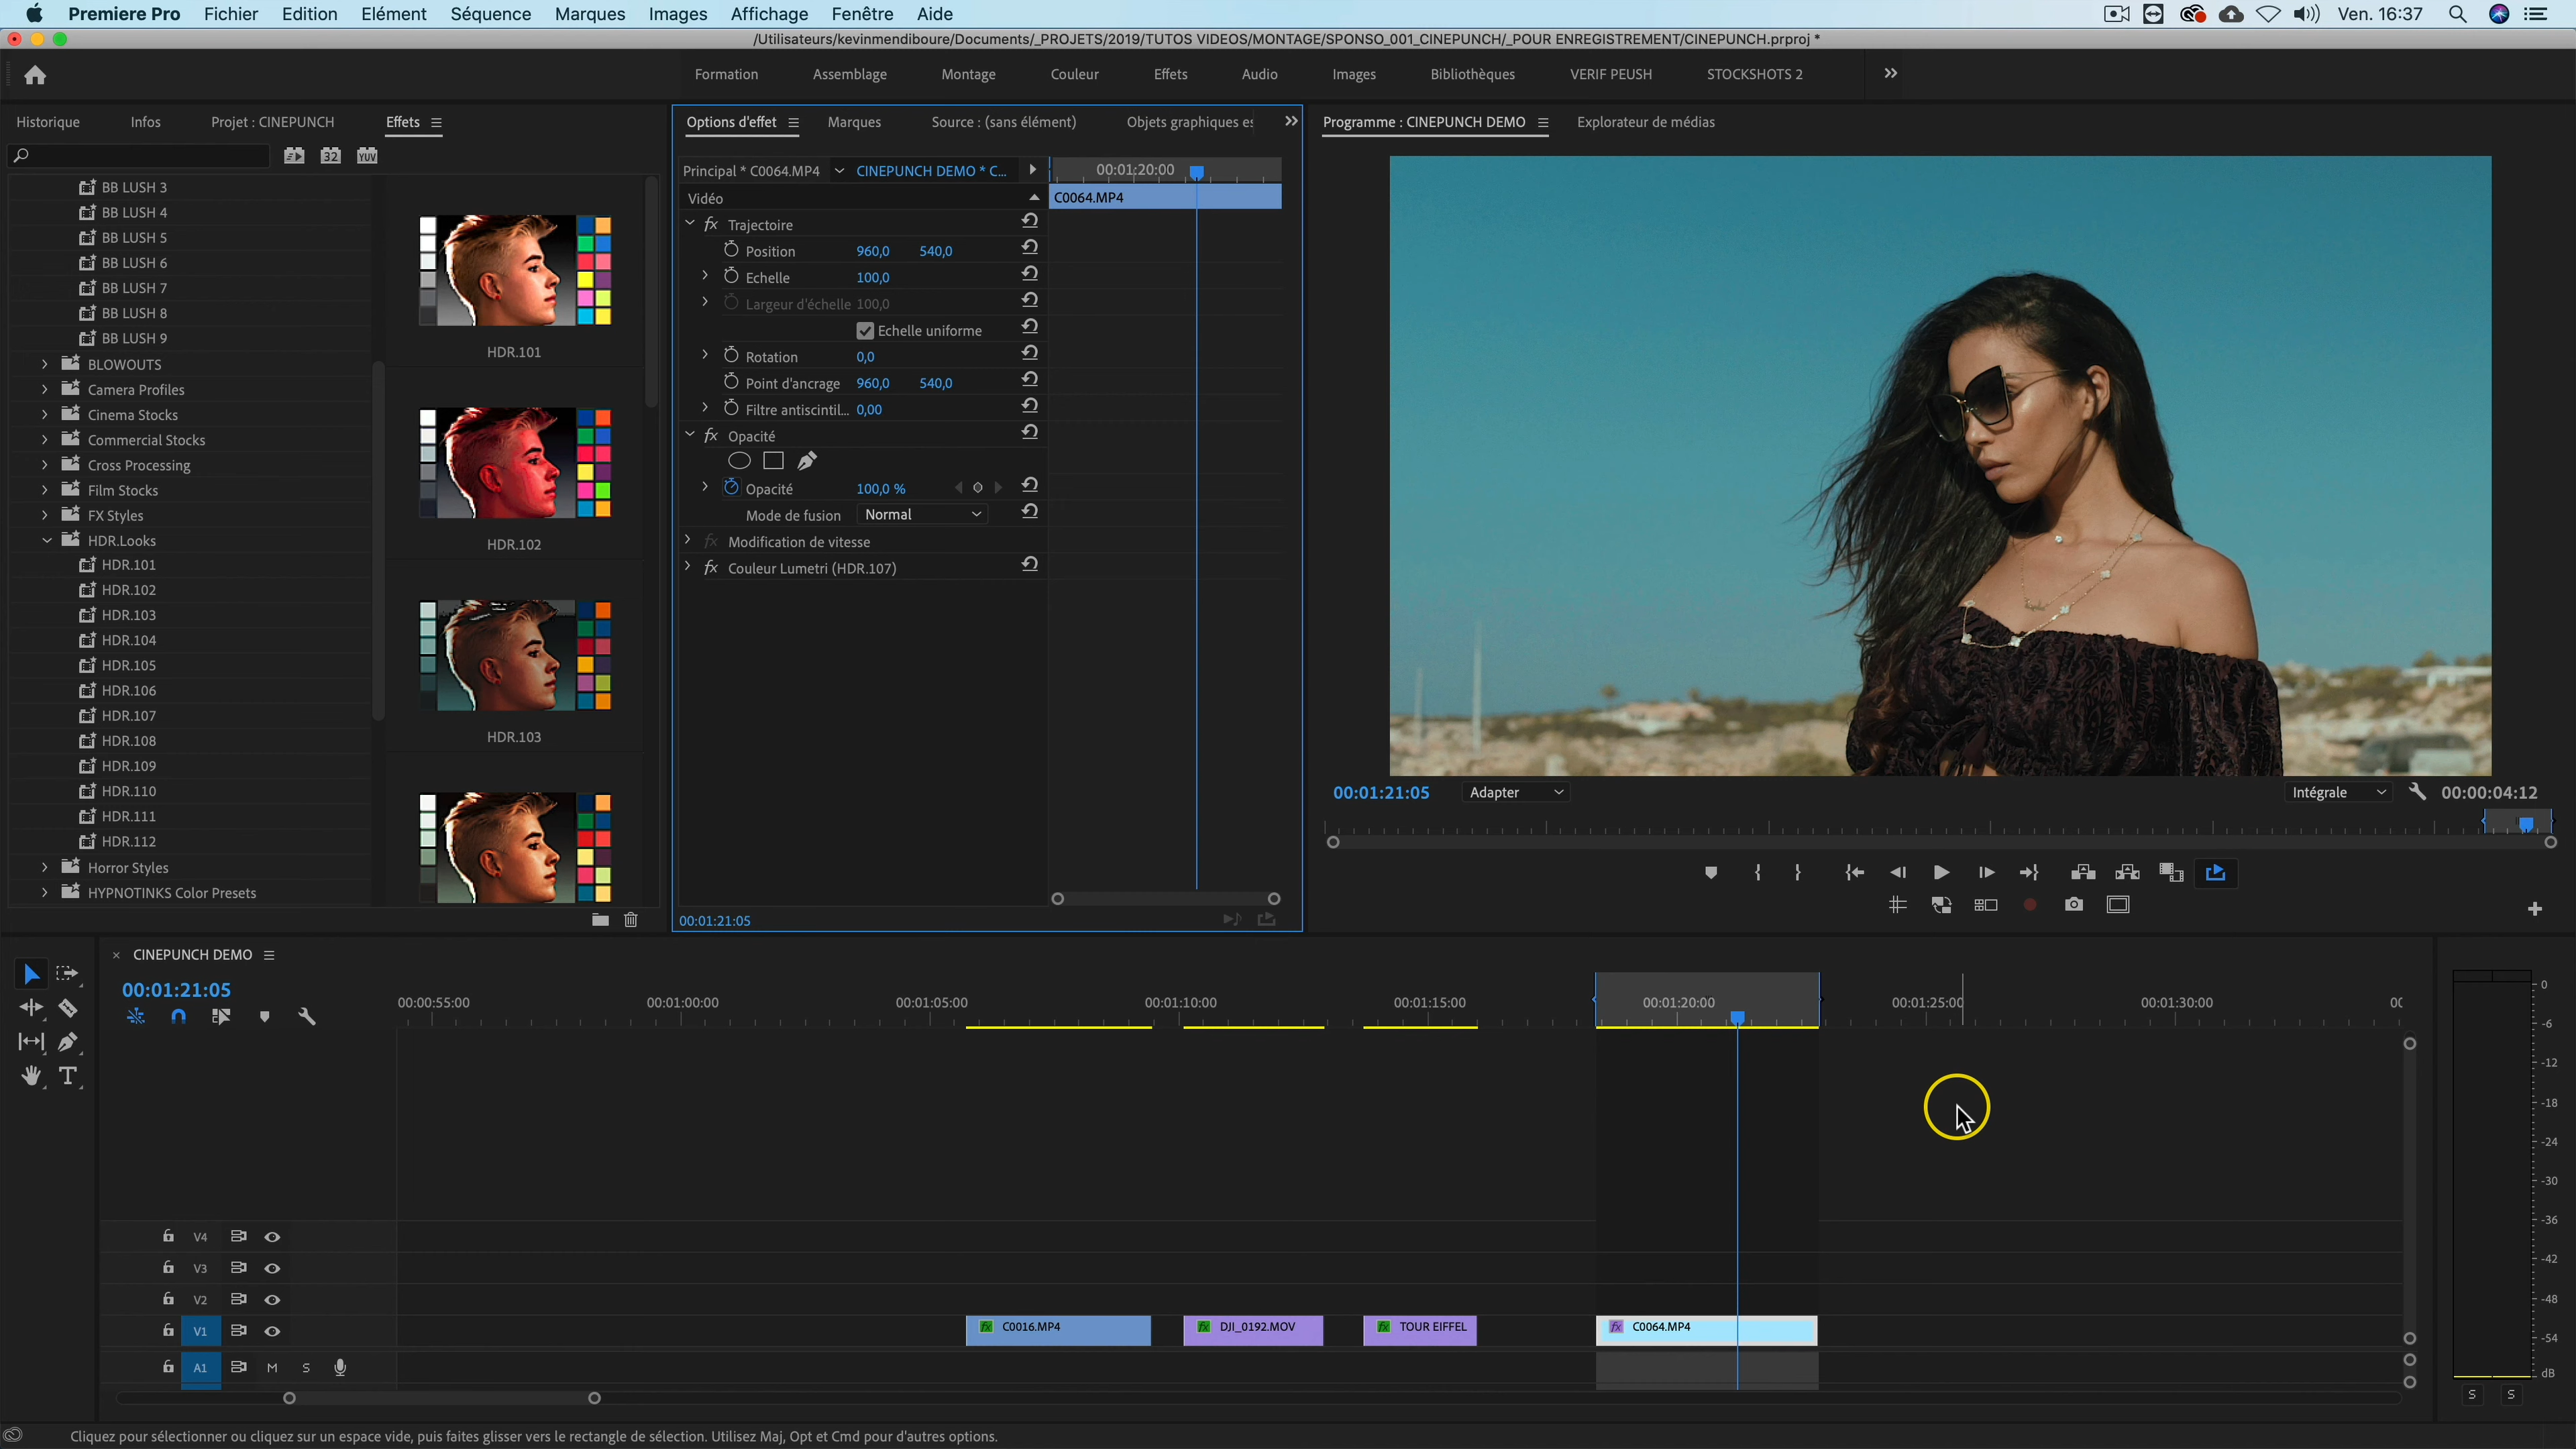 Premiere Pro Fichier Edition Elément Séquence Marques Images Affichage Fenêtre Aide Ven. 16:37
/Utilisateurs/kevinmendiboure/Documents/_PROJETS/2019/TUTOS VIDEOS/MONTAGE/SPONSO_001_CINEPUNCH/_POUR ENREGISTREMENT/CINEPUNCH.prproj *
Formation Assemblage Montage Couleur Effets Audio Images Bibliothèques VERIF PEUSH STOCKSHOTS 2
Historique Infos Projet : CINEPUNCH Effets
32 YUV
BB LUSH 3
BB LUSH 4
BB LUSH 5
BB LUSH 6
BB LUSH 7
BB LUSH 8
BB LUSH 9
BLOWOUTS
Camera Profiles
Cinema Stocks
Commercial Stocks
Cross Processing
Film Stocks
FX Styles
HDR.Looks
HDR.101
HDR.102
HDR.103
HDR.104
HDR.105
HDR.106
HDR.107
HDR.108
HDR.109
HDR.110
HDR.111
HDR.112
Horror Styles
HYPNOTINKS Color Presets
HDR.101
HDR.102
HDR.103
Options d'effet Marques Source : (sans élément) Objets graphiques es
Principal * C0064.MP4 CINEPUNCH DEMO * C... 00:01:20:00
Vidéo C0064.MP4
fx Trajectoire
Position 960,0 540,0
Echelle 100,0
Largeur d'échelle 100,0
Echelle uniforme
Rotation 0,0
Point d'ancrage 960,0 540,0
Filtre antiscintil... 0,00
fx Opacité
Opacité 100,0 %
Mode de fusion Normal
fx Modification de vitesse
fx Couleur Lumetri (HDR.107)
00:01:21:05
Programme : CINEPUNCH DEMO Explorateur de médias
00:01:21:05 Adapter Intégrale 00:00:04:12
× CINEPUNCH DEMO
00:01:21:05
00:00:55:00 00:01:00:00 00:01:05:00 00:01:10:00 00:01:15:00 00:01:20:00 00:01:25:00 00:01:30:00 00
V4
V3
V2
V1 fx C0016.MP4 fx DJI_0192.MOV fx TOUR EIFFEL fx C0064.MP4
A1 M S
0
-6
-12
-18
-24
-30
-36
-42
-48
-54
dB
S S
Cliquez pour sélectionner ou cliquez sur un espace vide, puis faites glisser vers le rectangle de sélection. Utilisez Maj, Opt et Cmd pour d'autres options.